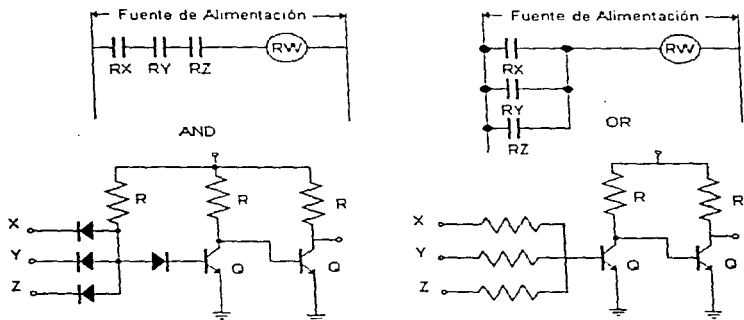 Fuente de Alimentación
RW
RX RY RZ
AND
R R R
X
Y
Z
Q Q
Fuente de Alimentación
RW
RX
RY
RZ
OR
R R
X
Y
Z
Q Q